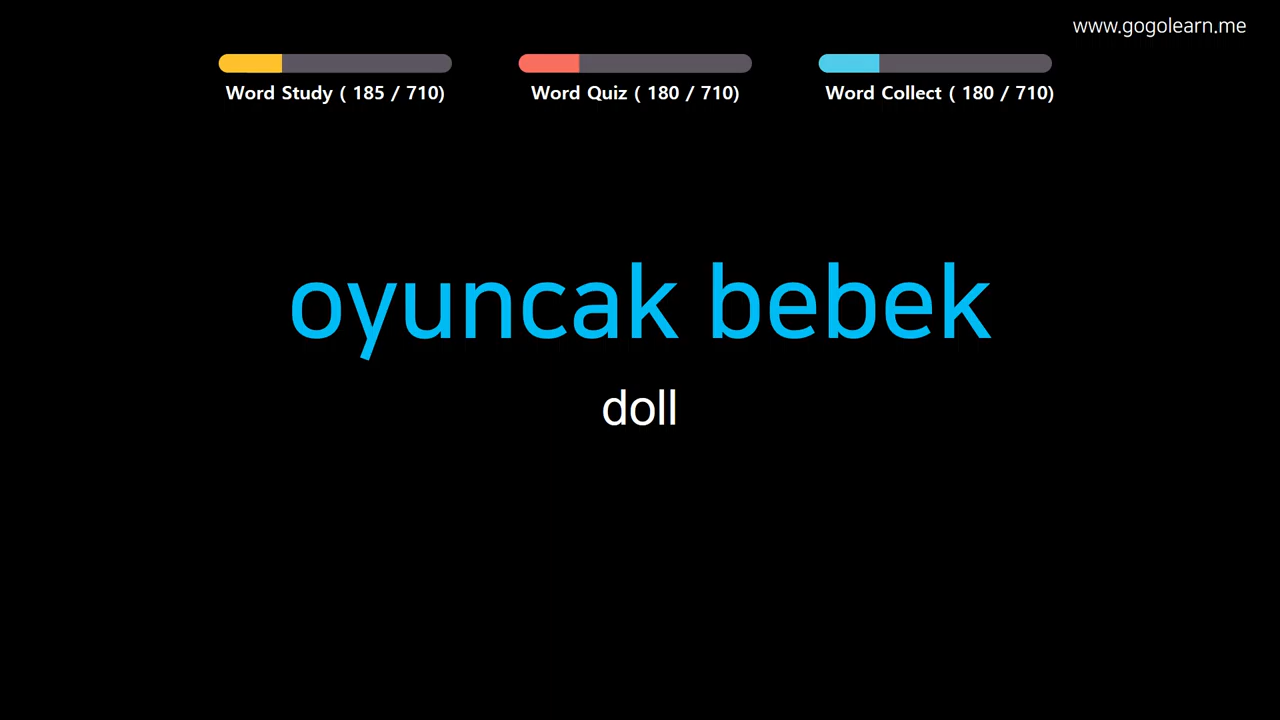 www.gogolearn.me
Word Study ( 185 / 710)
Word Quiz ( 180 / 710)
Word Collect ( 180 / 710)
oyuncak bebek
doll